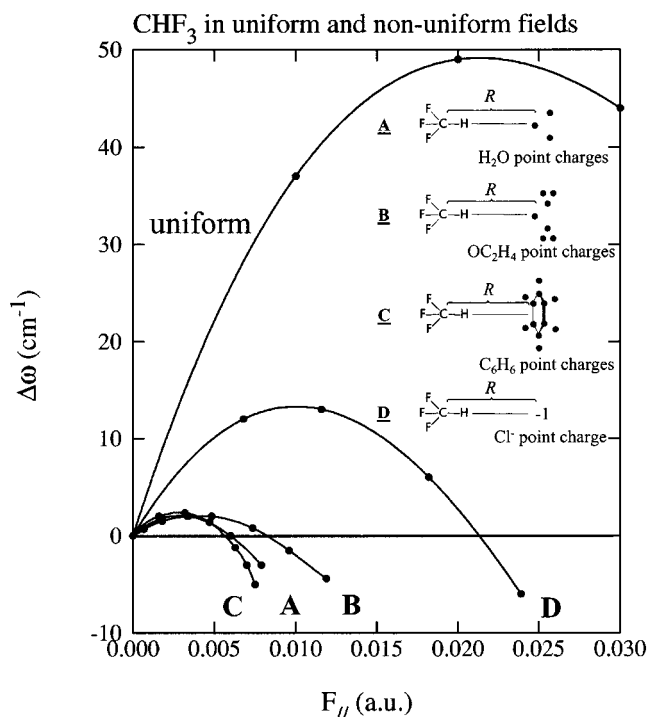 CHF3 in uniform and non-uniform fields
50
40
30
20
10
0
-10
Δω (cm-1)
uniform
A
R
F
F-C-H
F
H2O point charges
B
R
F
F-C-H
F
OC2H4 point charges
C
R
F
F-C-H
F
C6H6 point charges
D
R
F
F-C-H
F
-1
Cl- point charge
C A B D
0.000 0.005 0.010 0.015 0.020 0.025 0.030
F// (a.u.)